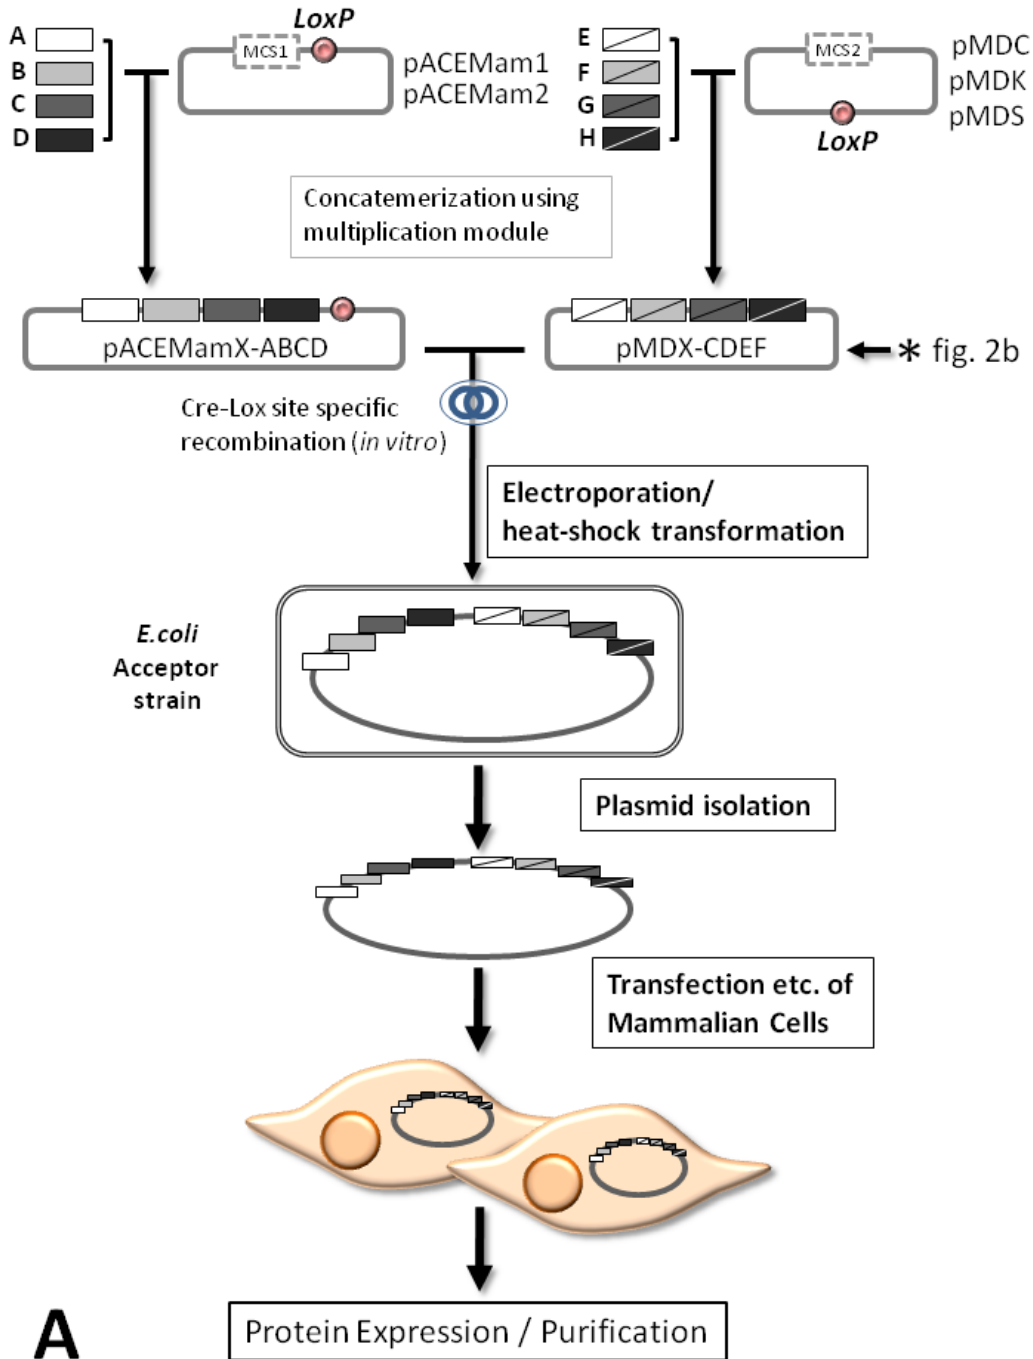 A
B
C
D
LoxP
MCS1
pACEMam1
pACEMam2
E
F
G
H
MCS2
LoxP
pMDC
pMDK
pMDS
Concatemerization using
multiplication module
pACEMamX-ABCD
pMDX-CDEF
* fig. 2b
Cre-Lox site specific
recombination (in vitro)
Electroporation/
heat-shock transformation
E.coli
Acceptor
strain
Plasmid isolation
Transfection etc. of
Mammalian Cells
A
Protein Expression / Purification